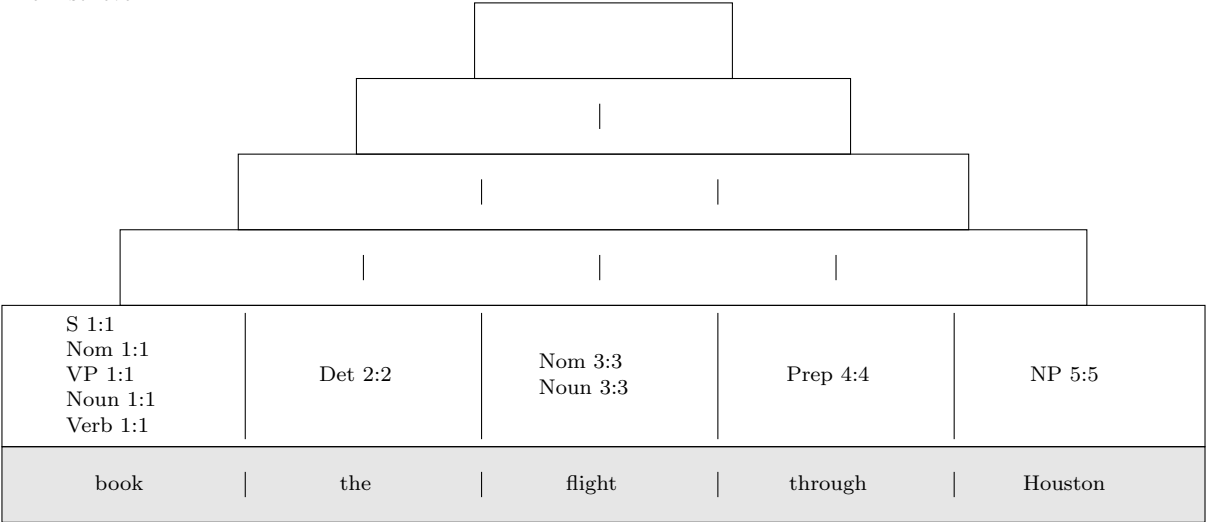 S 1:1
Nom 1:1
VP 1:1
Noun 1:1
Verb 1:1
Det 2:2
Nom 3:3
Noun 3:3
Prep 4:4
NP 5:5
book the flight through Houston